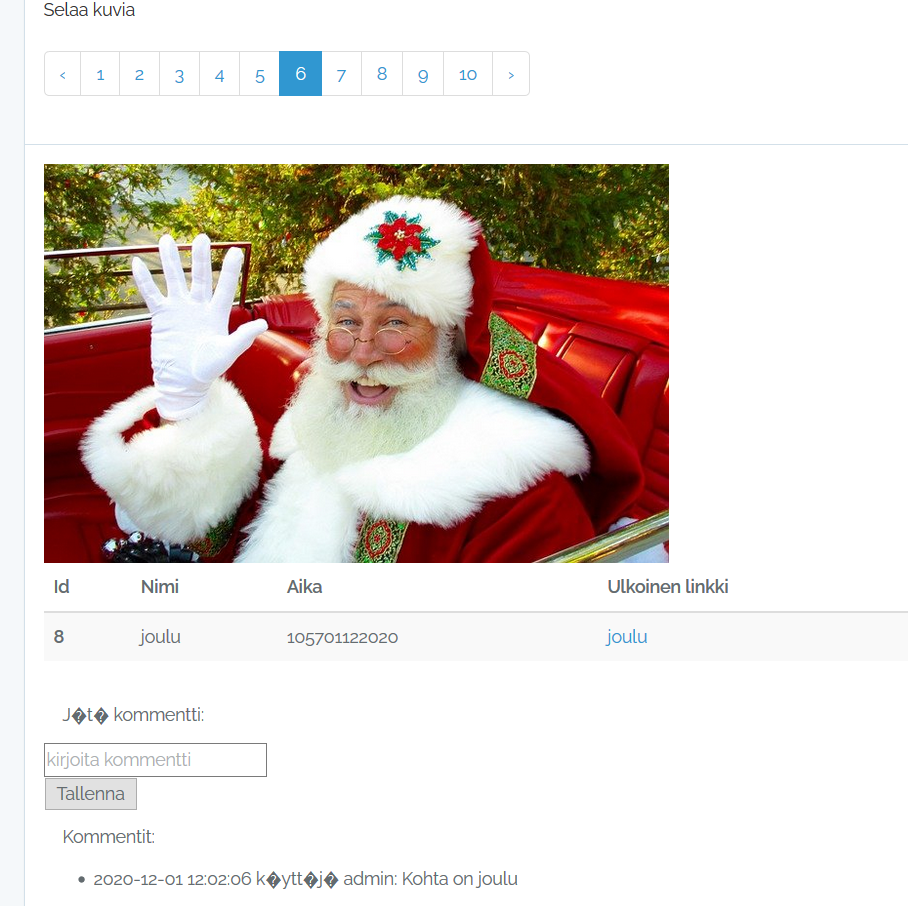 Selaa kuvia
‹ 1 2 3 4 5 6 7 8 9 10 ›
Id Nimi Aika Ulkoinen linkki
8 joulu 105701122020 joulu
J�t� kommentti:
kirjoita kommentti
Tallenna
Kommentit:
• 2020-12-01 12:02:06 k�ytt�j� admin: Kohta on joulu